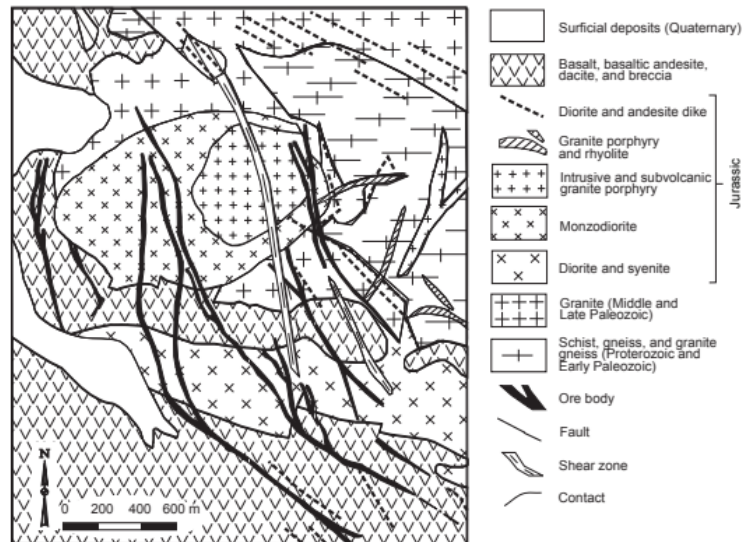 Surficial deposits (Quaternary)
Basalt, basaltic andesite,
dacite, and breccia
Diorite and andesite dike
Granite porphyry
and rhyolite
Intrusive and subvolcanic
granite porphyry
Monzodiorite
Diorite and syenite
Jurassic
Granite (Middle and
Late Paleozoic)
Schist, gneiss, and granite
gneiss (Proterozoic and
Early Paleozoic)
Ore body
Fault
Shear zone
Contact
N
0 200 400 600 m